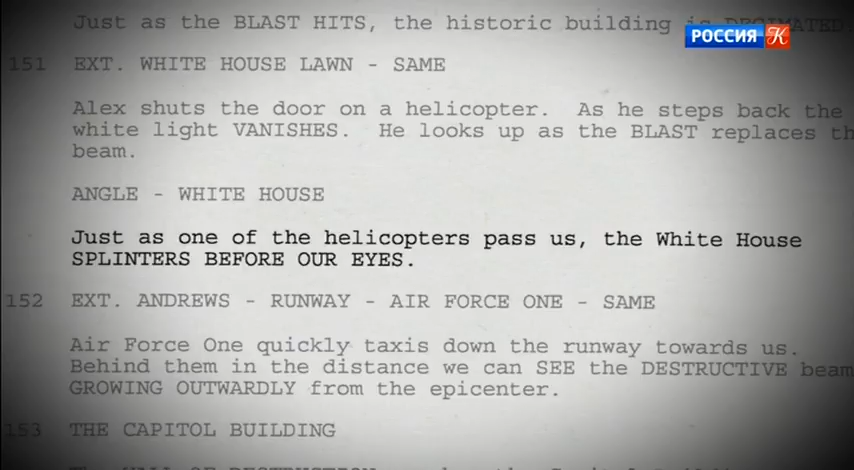 Just as the BLAST HITS, the historic building is DECIMATED.
РОССИЯ К
151 EXT. WHITE HOUSE LAWN - SAME
Alex shuts the door on a helicopter. As he steps back the
white light VANISHES. He looks up as the BLAST replaces th
beam.
ANGLE - WHITE HOUSE
Just as one of the helicopters pass us, the White House
SPLINTERS BEFORE OUR EYES.
152 EXT. ANDREWS - RUNWAY - AIR FORCE ONE - SAME
Air Force One quickly taxis down the runway towards us.
Behind them in the distance we can SEE the DESTRUCTIVE beam
GROWING OUTWARDLY from the epicenter.
153 THE CAPITOL BUILDING